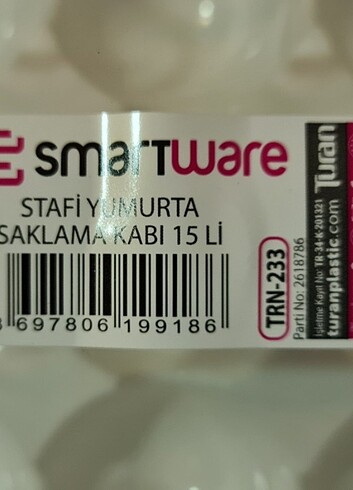 smartware
STAFİ YUMURTA
SAKLAMA KABI 15 Lİ
697806 199186
TRN-233
Parti No: 2618786
İşletme Kayıt No: TR-34-K-201321
turanplastic.com
Turan